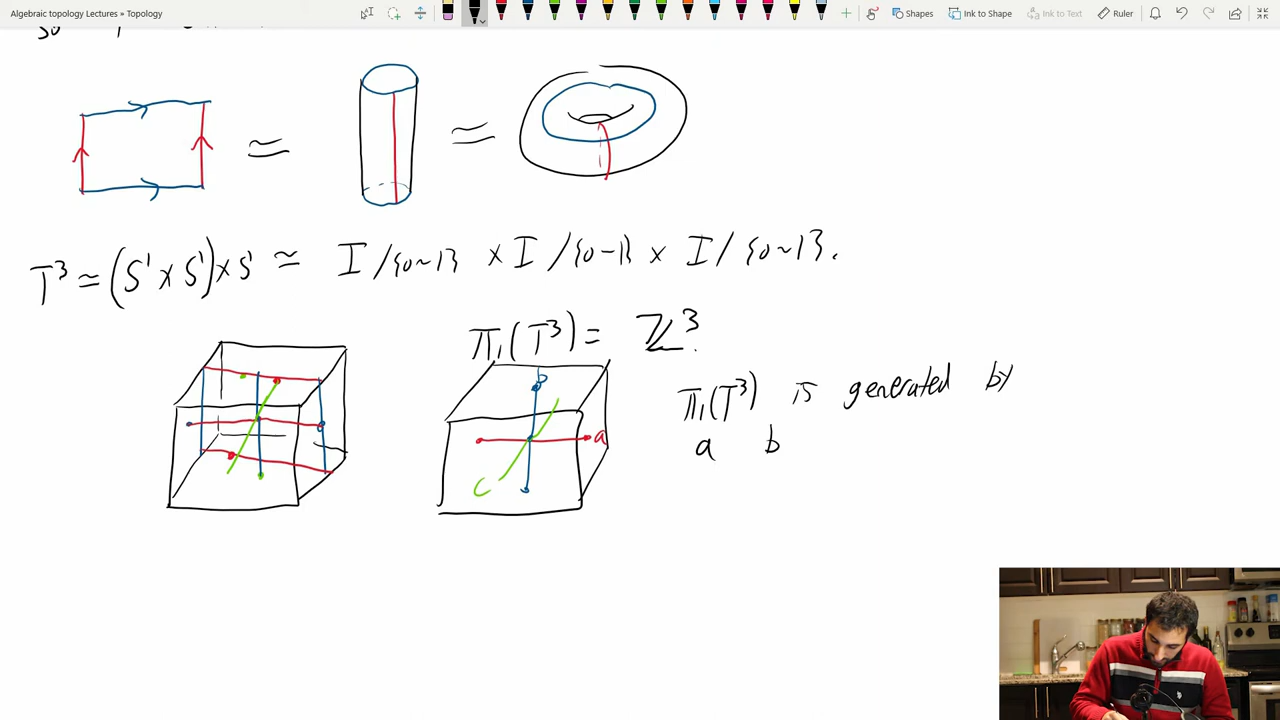 Algebraic topology Lectures » Topology
Shapes
Ink to Shape
Ink to Text
Ruler
so
T³ ≃ (S¹ × S¹) × S¹ ≃ I /{0~1} × I /{0~1} × I / {0~1}.
π₁(T³) = ℤ³.
π₁(T³) is generated by
a b
b
a
c